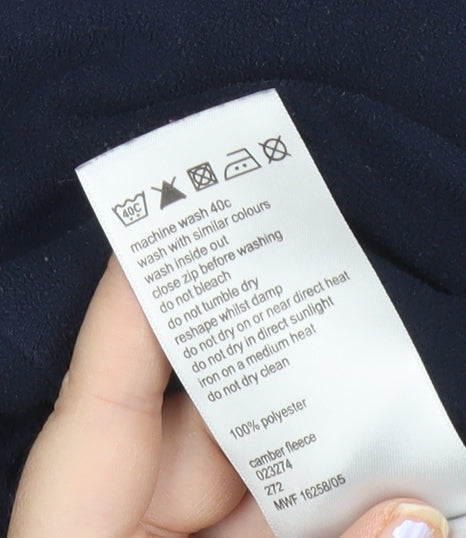 40C
machine wash 40c
wash with similar colours
wash inside out
close zip before washing
do not bleach
do not tumble dry
reshape whilst damp
do not dry on or near direct heat
do not dry in direct sunlight
iron on a medium heat
do not dry clean
100% polyester
camber fleece
023274
272
MWF 16258/05